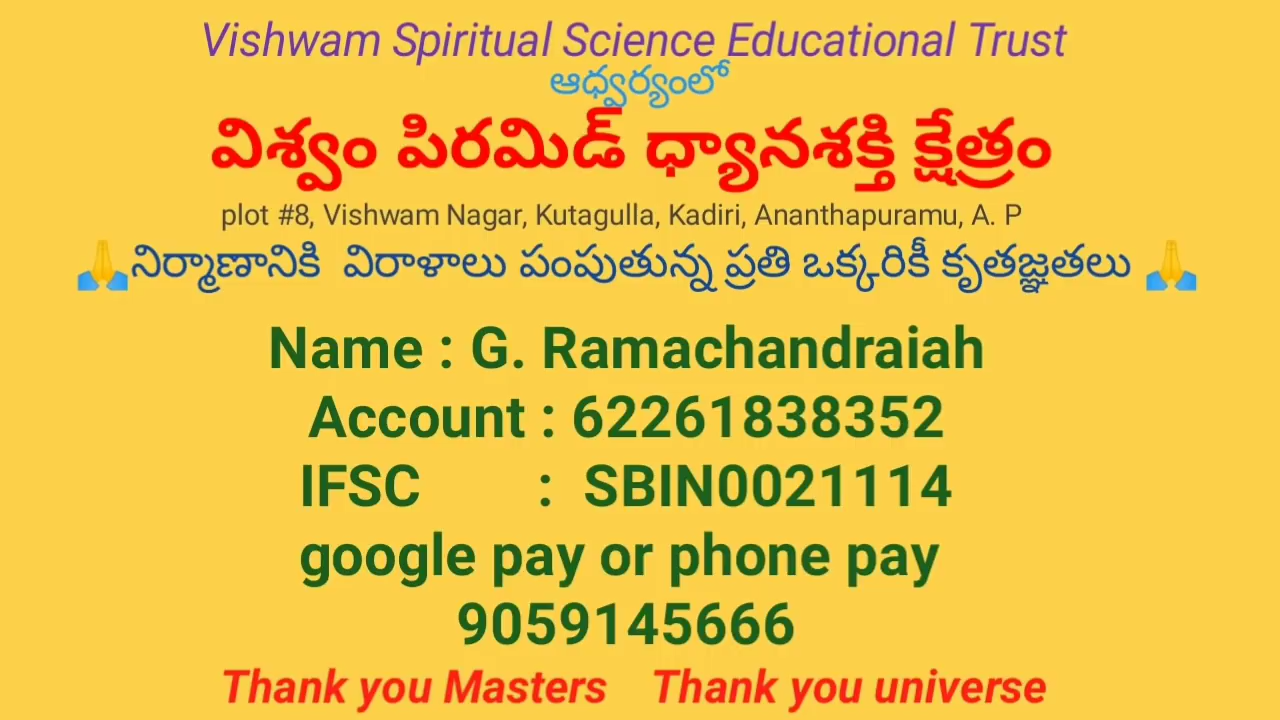 Vishwam Spiritual Science Educational Trust
ఆధ్వర్యంలో
విశ్వం పిరమిడ్ ధ్యానశక్తి క్షేత్రం
plot #8, Vishwam Nagar, Kutagulla, Kadiri, Ananthapuramu, A. P
🙏నిర్మాణానికి విరాళాలు పంపుతున్న ప్రతి ఒక్కరికీ కృతజ్ఞతలు 🙏
Name : G. Ramachandraiah
Account : 62261838352
IFSC : SBIN0021114
google pay or phone pay
9059145666
Thank you Masters Thank you universe